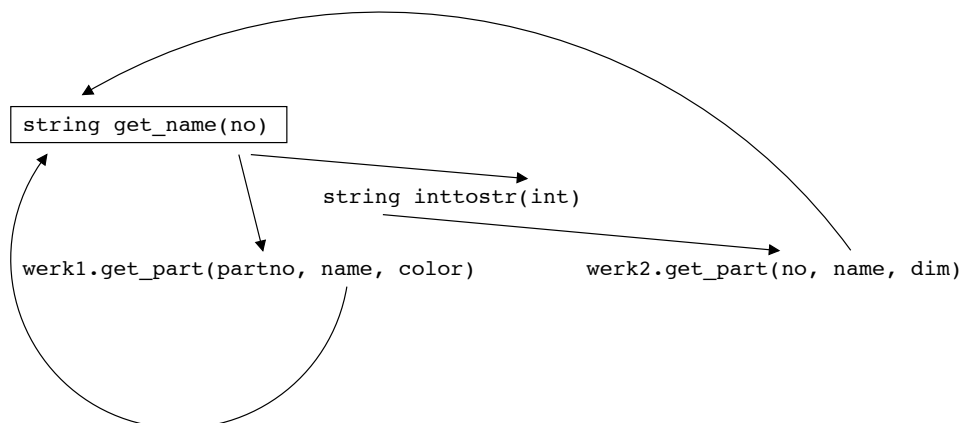 string get_name(no)
string inttostr(int)
werk1.get_part(partno, name, color)
werk2.get_part(no, name, dim)